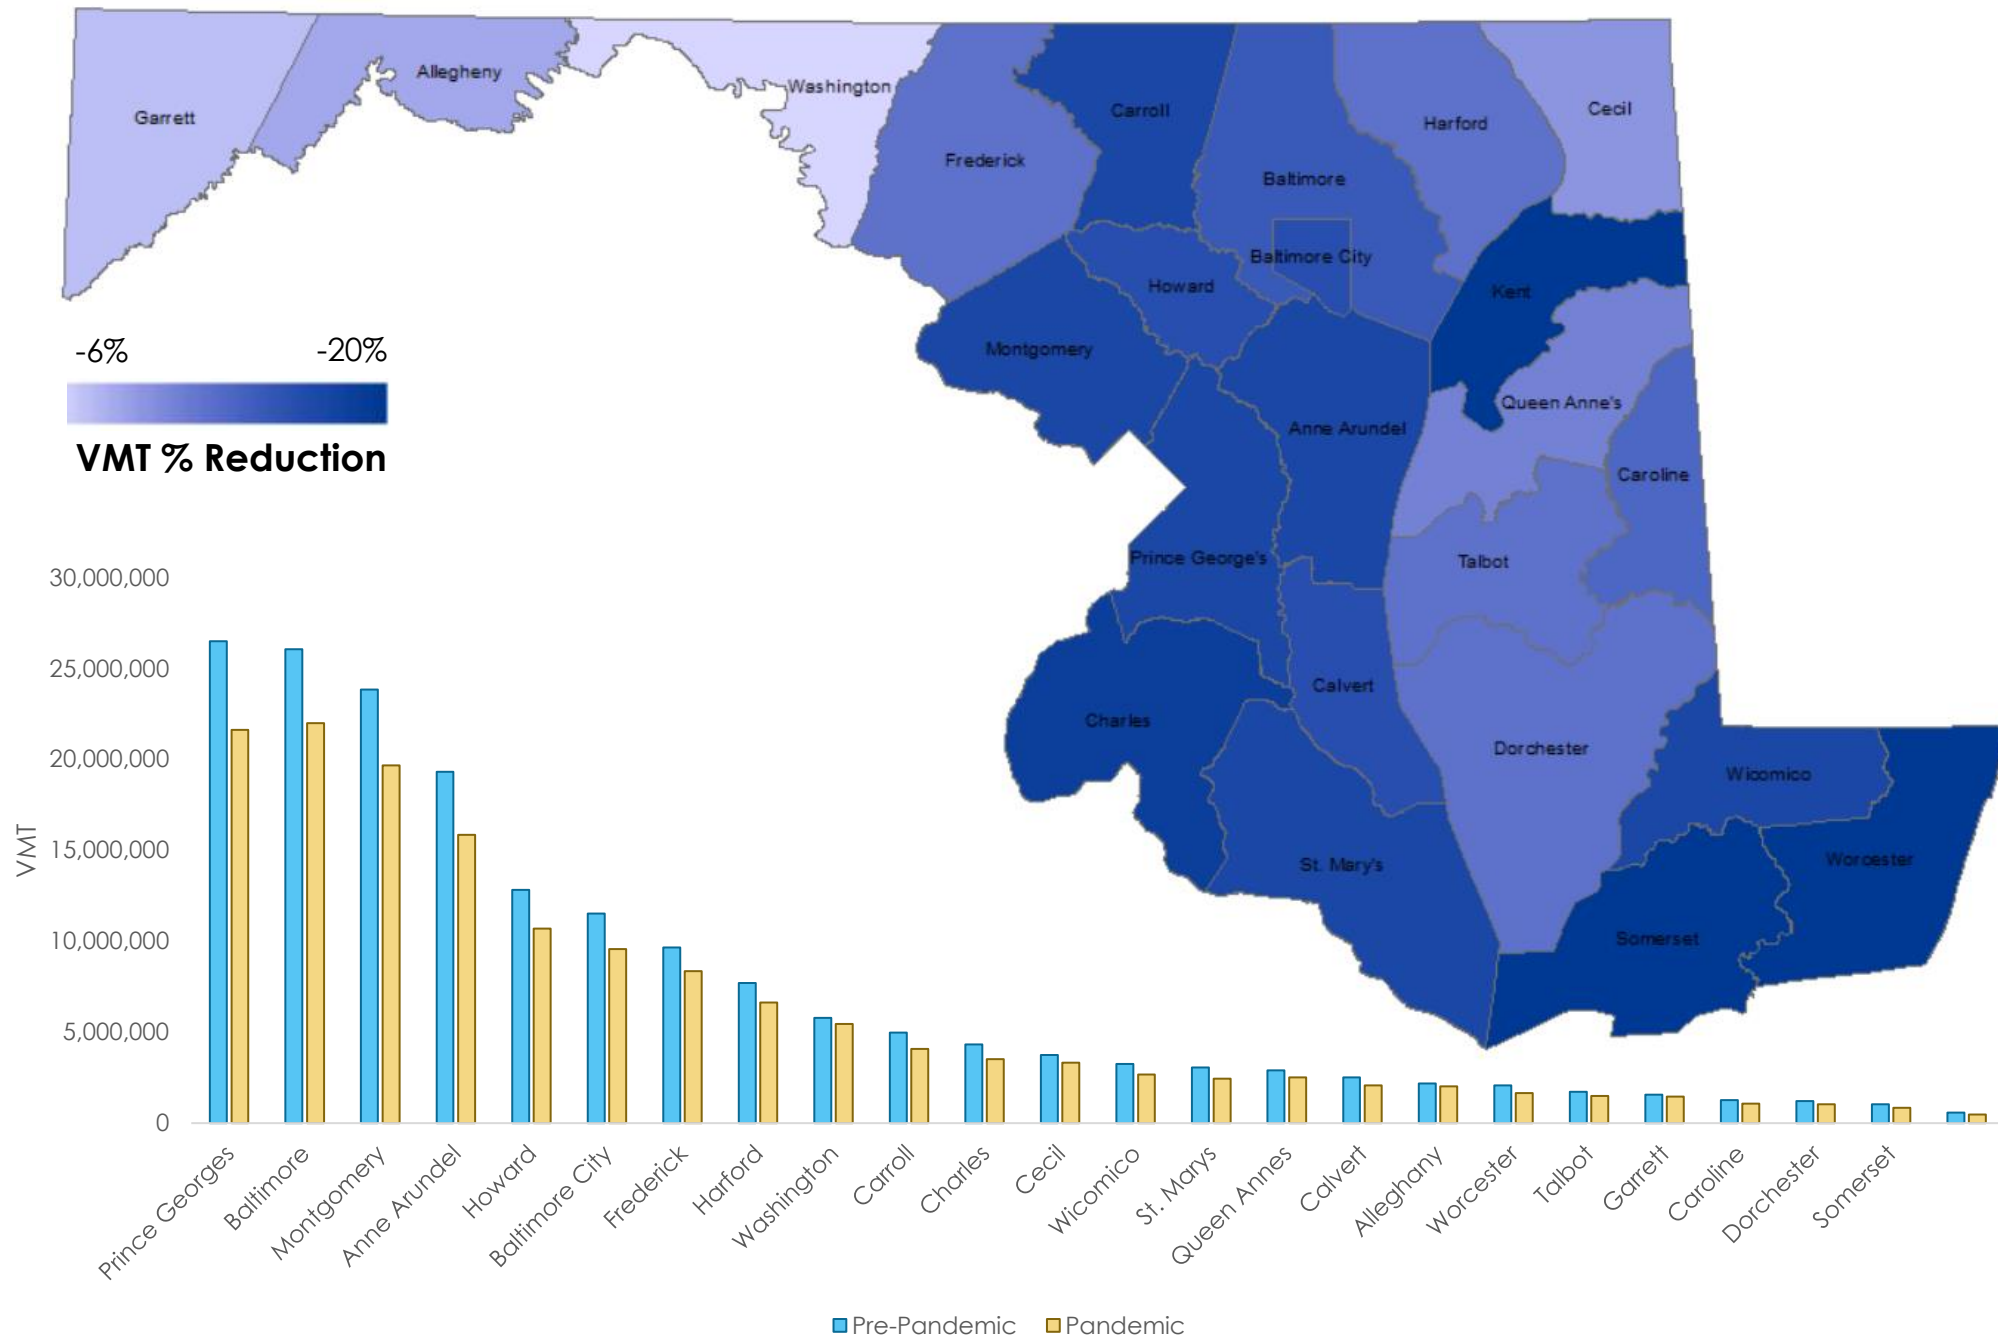 Garrett
Allegheny
Washington
Frederick
Carroll
Baltimore
Baltimore City
Harford
Cecil
Howard
Kent
Montgomery
Queen Anne's
Anne Arundel
Caroline
Prince George's
Talbot
Calvert
Charles
Dorchester
Wicomico
St. Mary's
Worcester
Somerset
-6% -20%
VMT % Reduction
VMT
30,000,000
25,000,000
20,000,000
15,000,000
10,000,000
5,000,000
0
Prince Georges
Baltimore
Montgomery
Anne Arundel
Howard
Baltimore City
Frederick
Harford
Washington
Carroll
Charles
Cecil
Wicomico
St. Marys
Queen Annes
Calvert
Alleghany
Worcester
Talbot
Garrett
Caroline
Dorchester
Somerset
Pre-Pandemic Pandemic